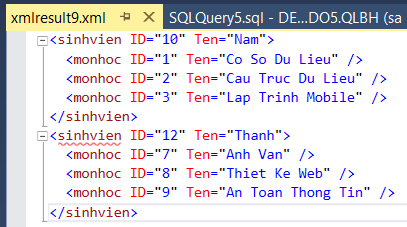 xmlresult9.xml SQLQuery5.sql - DE...DO5.QLBH (sa
<sinhvien ID="10" Ten="Nam">
<monhoc ID="1" Ten="Co So Du Lieu" />
<monhoc ID="2" Ten="Cau Truc Du Lieu" />
<monhoc ID="3" Ten="Lap Trinh Mobile" />
</sinhvien>
<sinhvien ID="12" Ten="Thanh">
<monhoc ID="7" Ten="Anh Van" />
<monhoc ID="8" Ten="Thiet Ke Web" />
<monhoc ID="9" Ten="An Toan Thong Tin" />
</sinhvien>